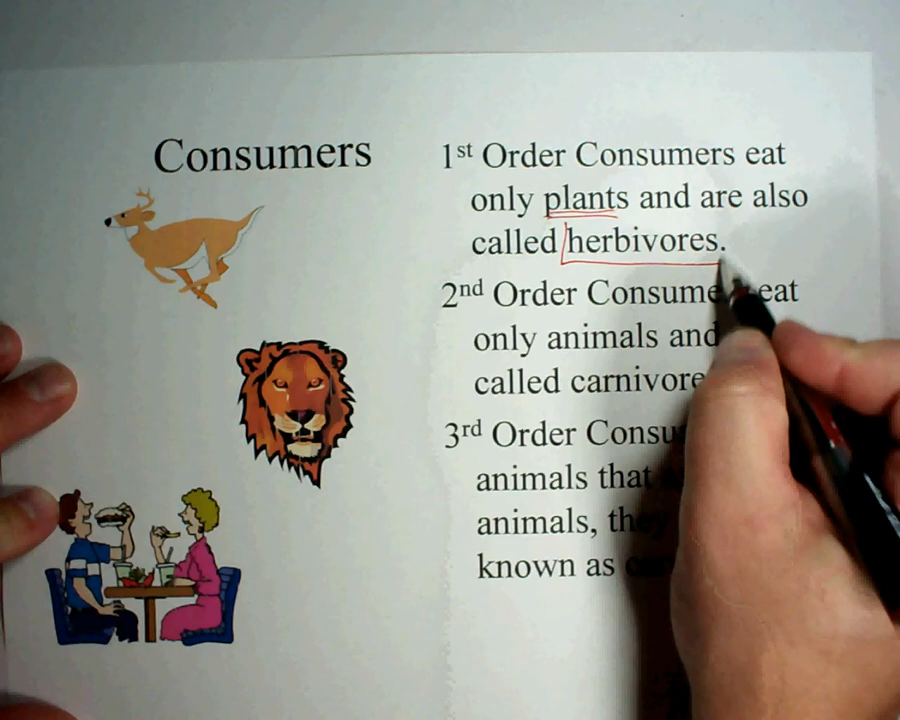 Consumers
1st Order Consumers eat
only plants and are also
called herbivores.
2nd Order Consume eat
only animals and
called carnivore
3rd Order Consu
animals that
animals, they
known as